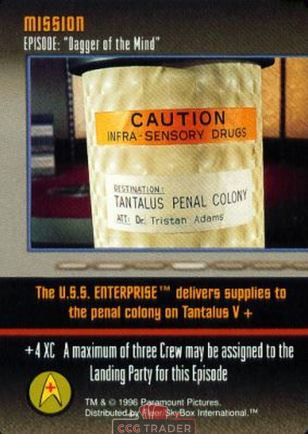 MISSION
EPISODE: "Dagger of the Mind"
CAUTION
INFRA-SENSORY DRUGS
DESTINATION:
TANTALUS PENAL COLONY
ATT: Dr. Tristan Adams
The U.S.S. ENTERPRISE™ delivers supplies to
the penal colony on Tantalus V +
+4 XC A maximum of three Crew may be assigned to the
Landing Party for this Episode
TM & © 1996 Paramount Pictures.
Distributed by Fleer SkyBox International.™
CCG TRADER